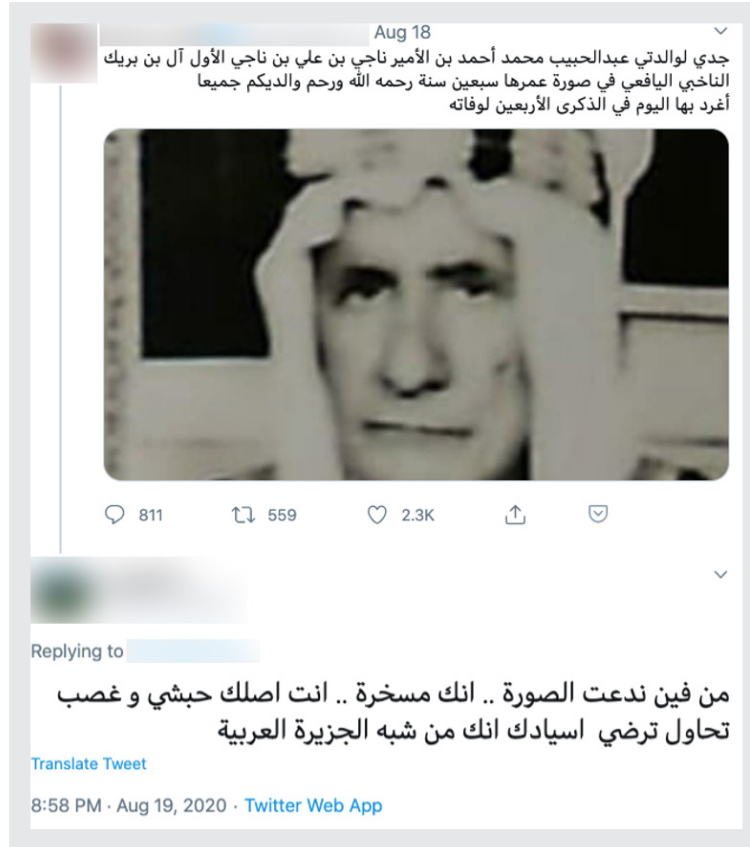 Aug 18
جدي لوالدتي عبدالحبيب محمد أحمد بن الأمير ناجي بن علي بن ناجي الأول آل بن بريك
الناخبي اليافعي في صورة عمرها سبعين سنة رحمه الله ورحم والديكم جميعا
أغرد بها اليوم في الذكرى الأربعين لوفاته
811 559 2.3K
Replying to
من فين ندعت الصورة .. انك مسخرة .. انت اصلك حبشي و غصب
تحاول ترضي اسيادك انك من شبه الجزيرة العربية
Translate Tweet
8:58 PM · Aug 19, 2020 · Twitter Web App